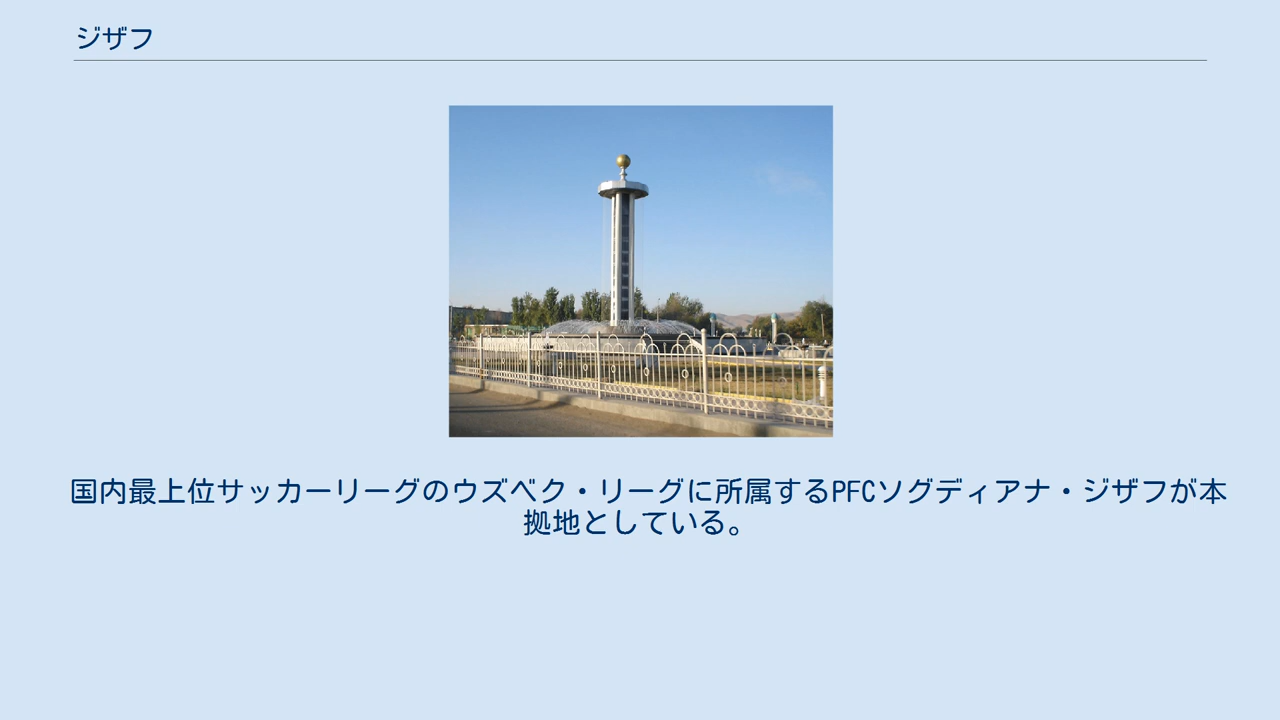 ジザフ
国内最上位サッカーリーグのウズベク・リーグに所属するPFCソグディアナ・ジザフが本
拠地としている。